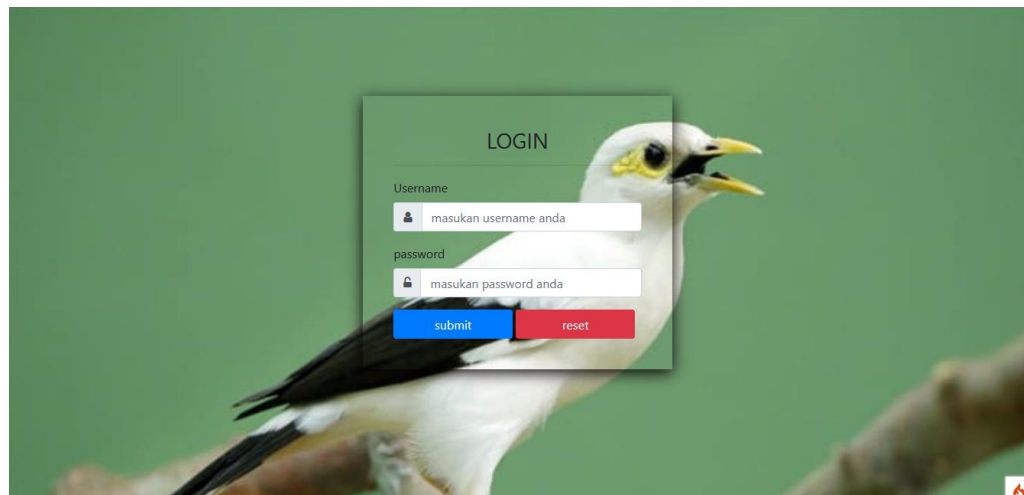 LOGIN
Username
masukan username anda
password
masukan password anda
submit reset